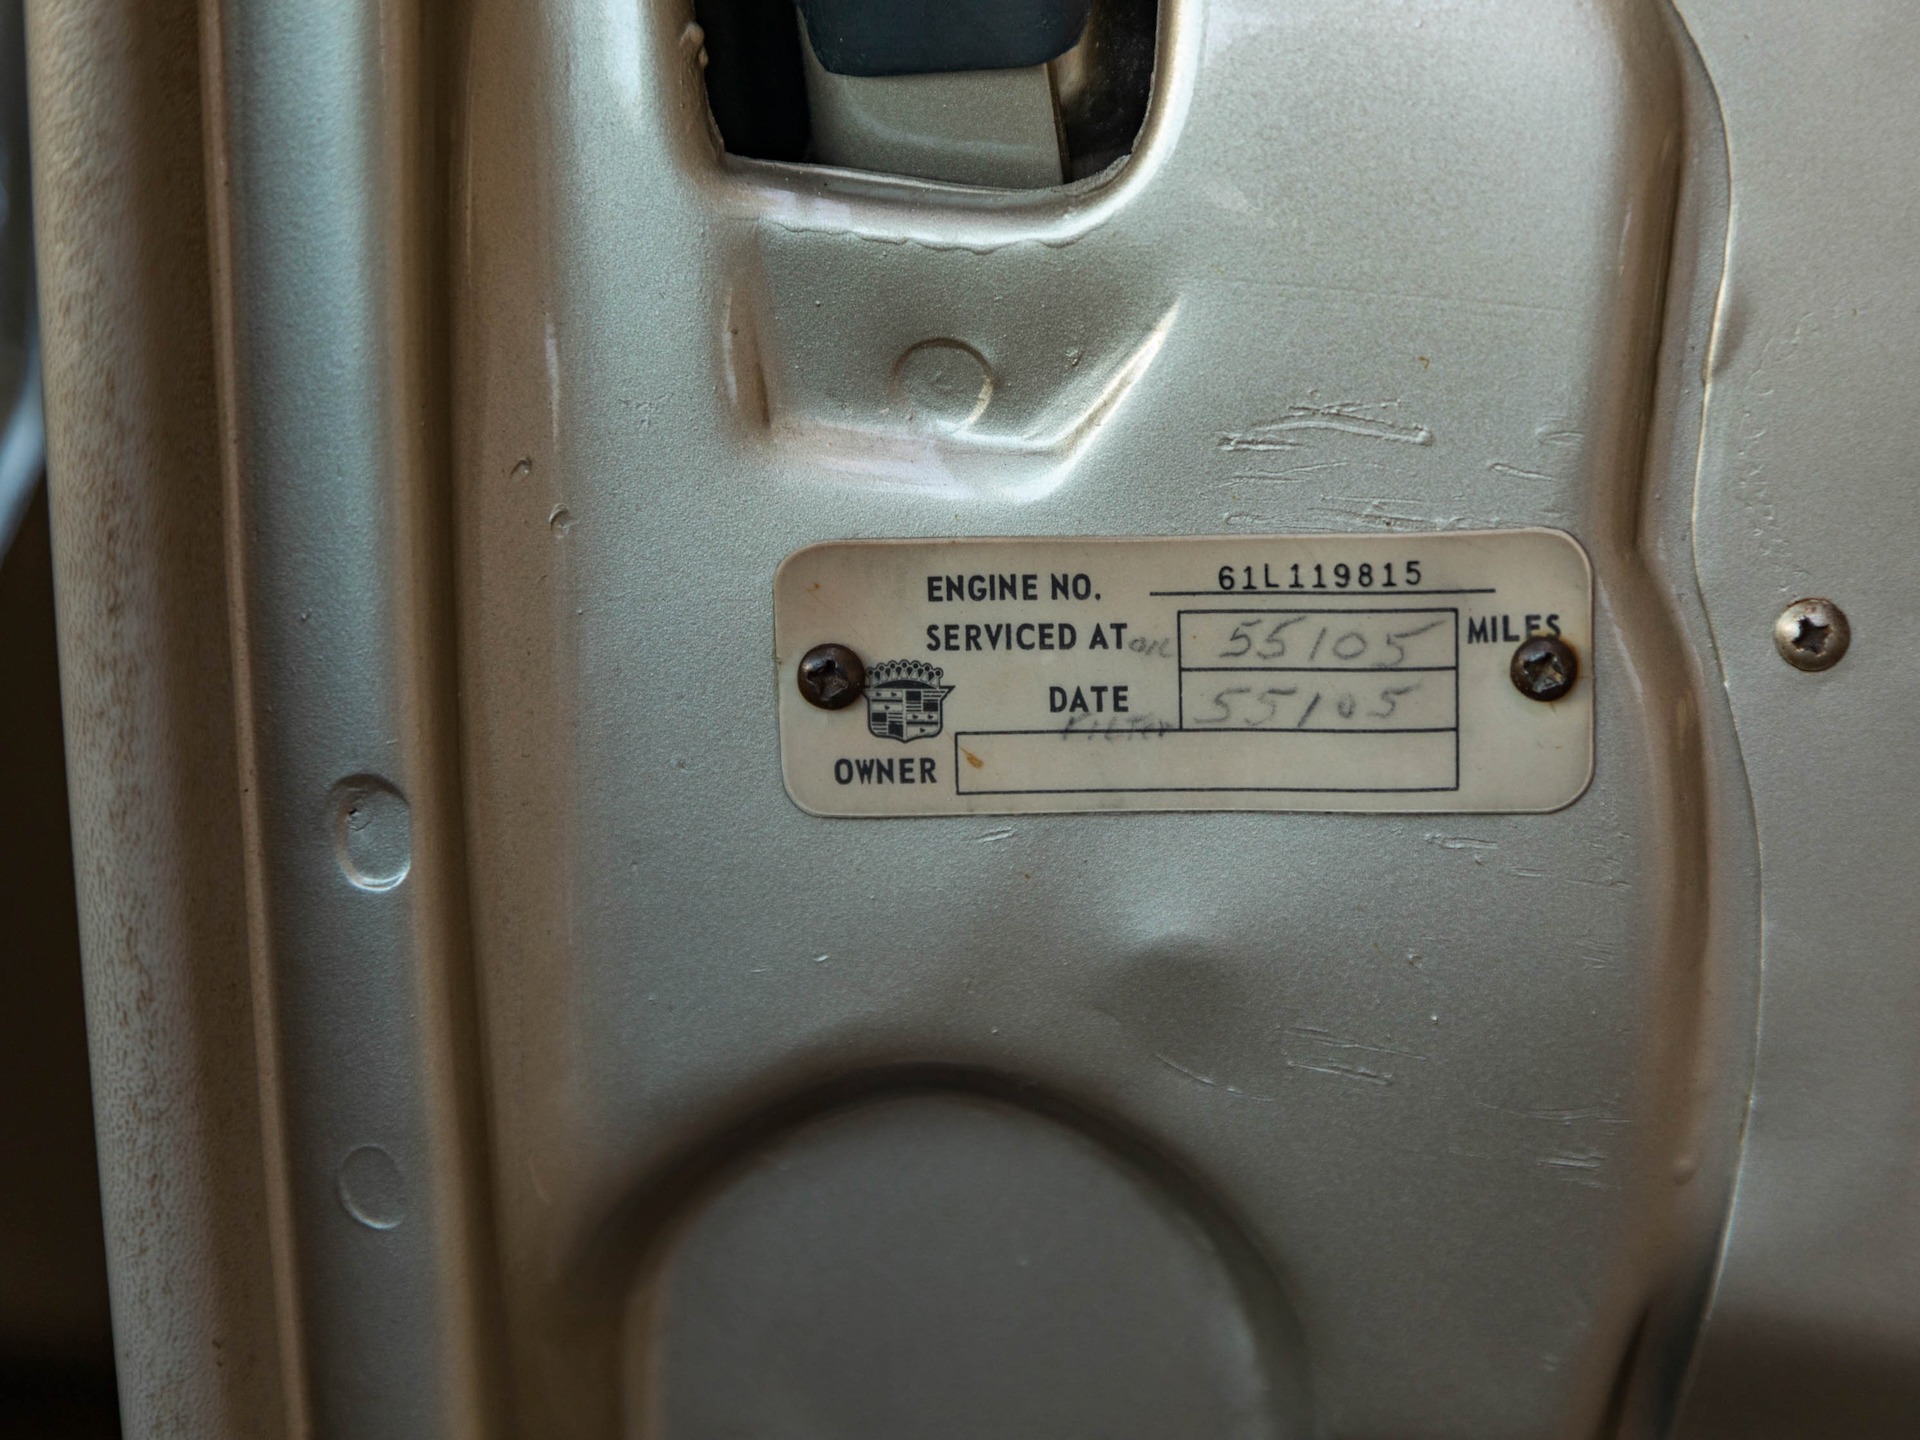 ENGINE NO. 61L119815
SERVICED AT OIL 55105 MILES
DATE 55105
FILTER
OWNER